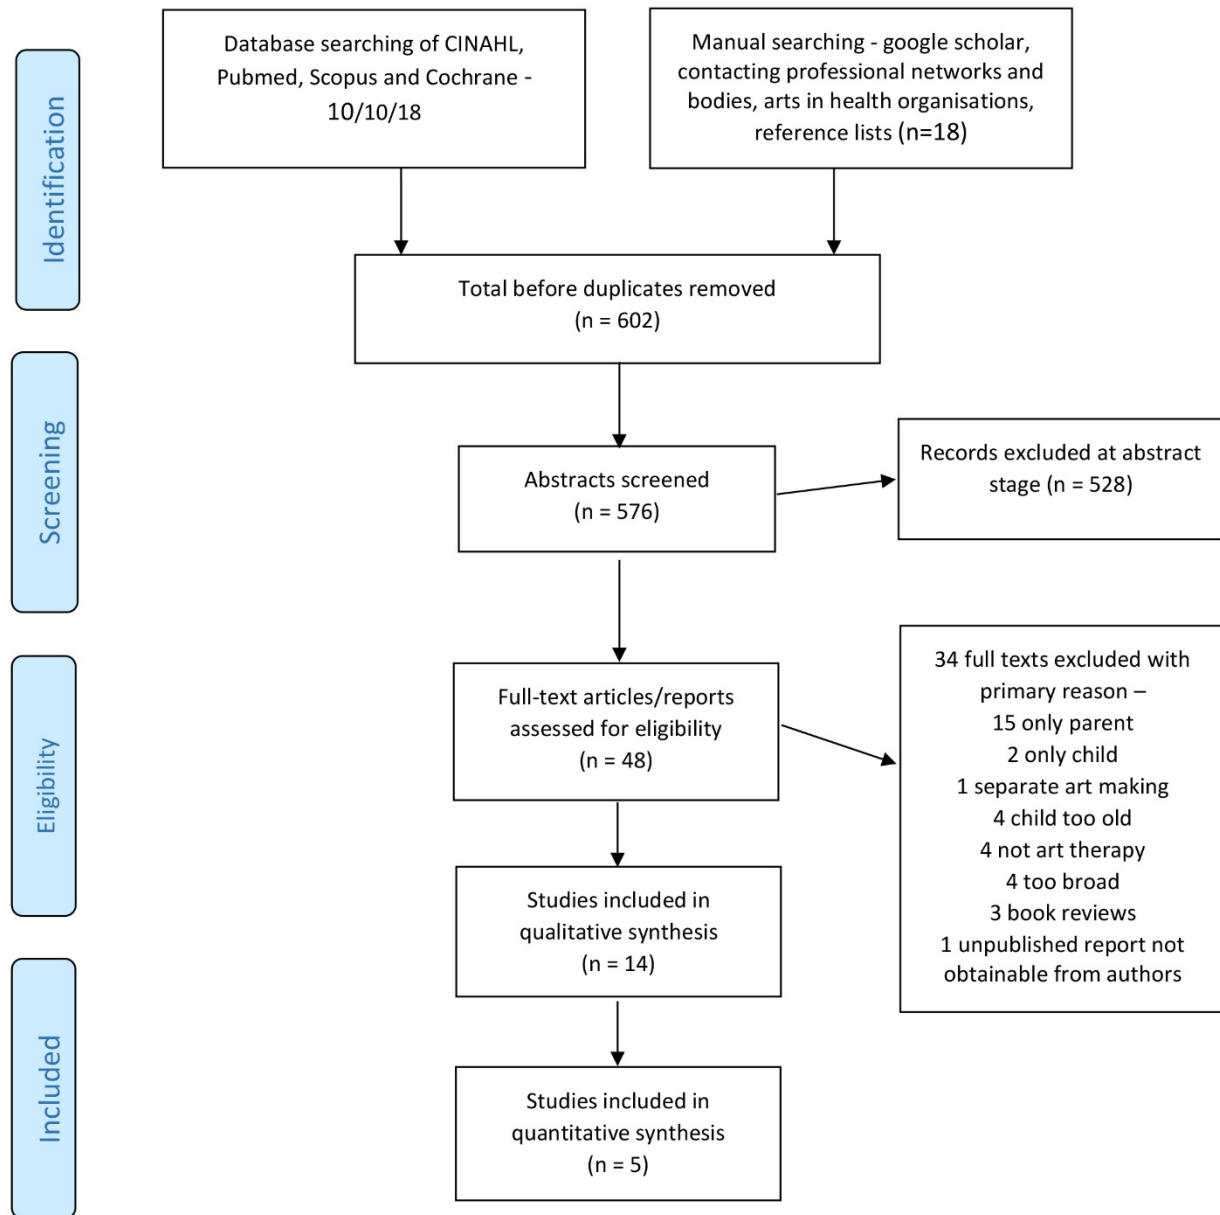 Identification
Database searching of CINAHL,
Pubmed, Scopus and Cochrane -
10/10/18
Manual searching - google scholar,
contacting professional networks and
bodies, arts in health organisations,
reference lists (n=18)
Total before duplicates removed
(n = 602)
Screening
Abstracts screened
(n = 576)
Records excluded at abstract
stage (n = 528)
Eligibility
Full-text articles/reports
assessed for eligibility
(n = 48)
34 full texts excluded with
primary reason –
15 only parent
2 only child
1 separate art making
4 child too old
4 not art therapy
4 too broad
3 book reviews
1 unpublished report not
obtainable from authors
Studies included in
qualitative synthesis
(n = 14)
Included
Studies included in
quantitative synthesis
(n = 5)